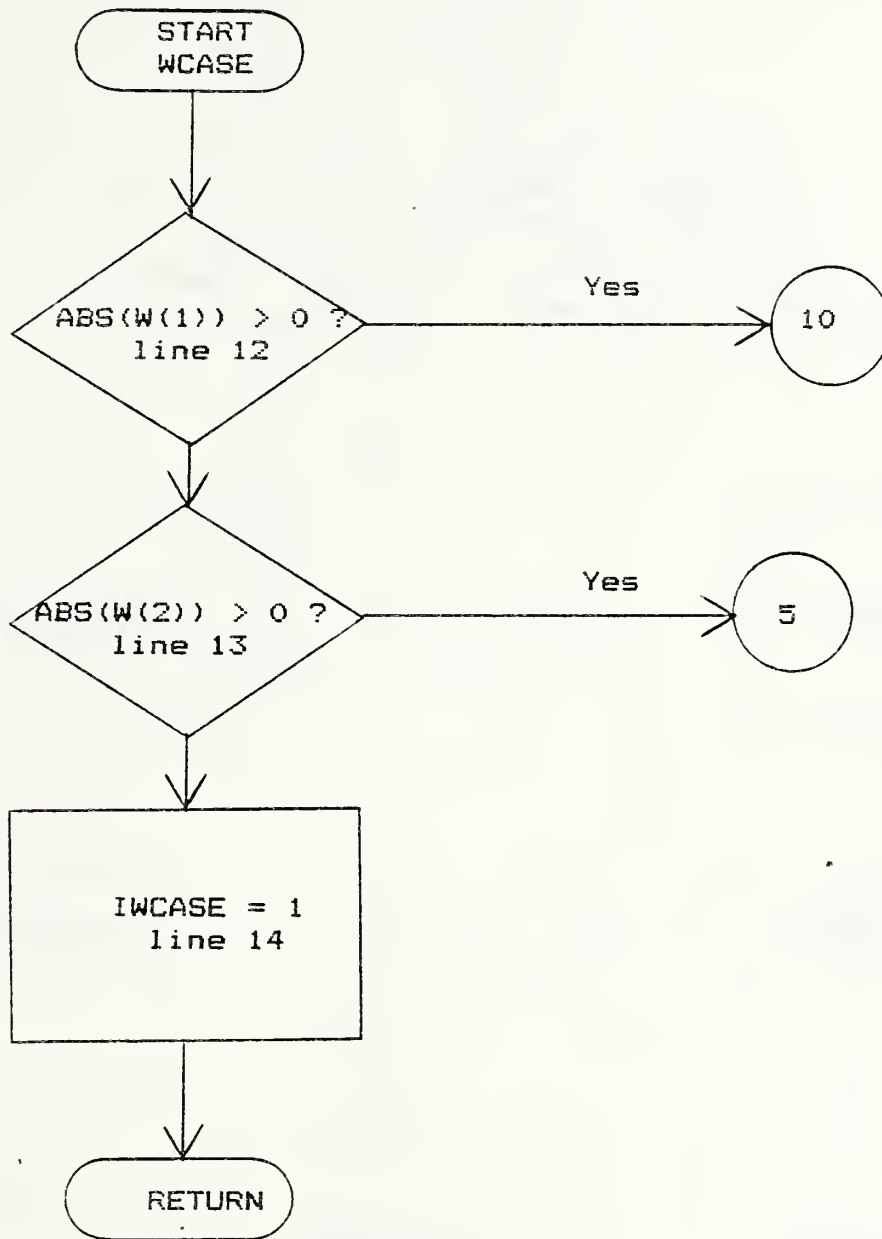 START
WCASE
ABS(W(1)) > 0 ?
line 12
Yes
10
ABS(W(2)) > 0 ?
line 13
Yes
5
IWCASE = 1
line 14
RETURN